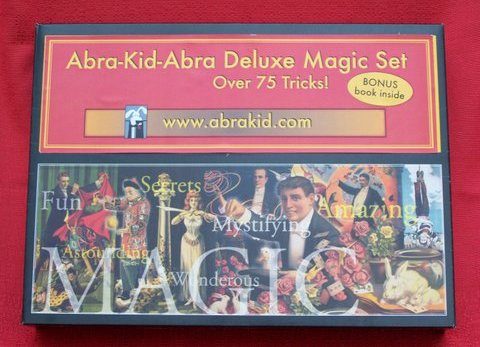 Abra-Kid-Abra Deluxe Magic Set
Over 75 Tricks!
BONUS
book inside
www.abrakid.com
Secrets
Fun
Mystifying
Amazing
Astounding
Wonderous
MAGIC